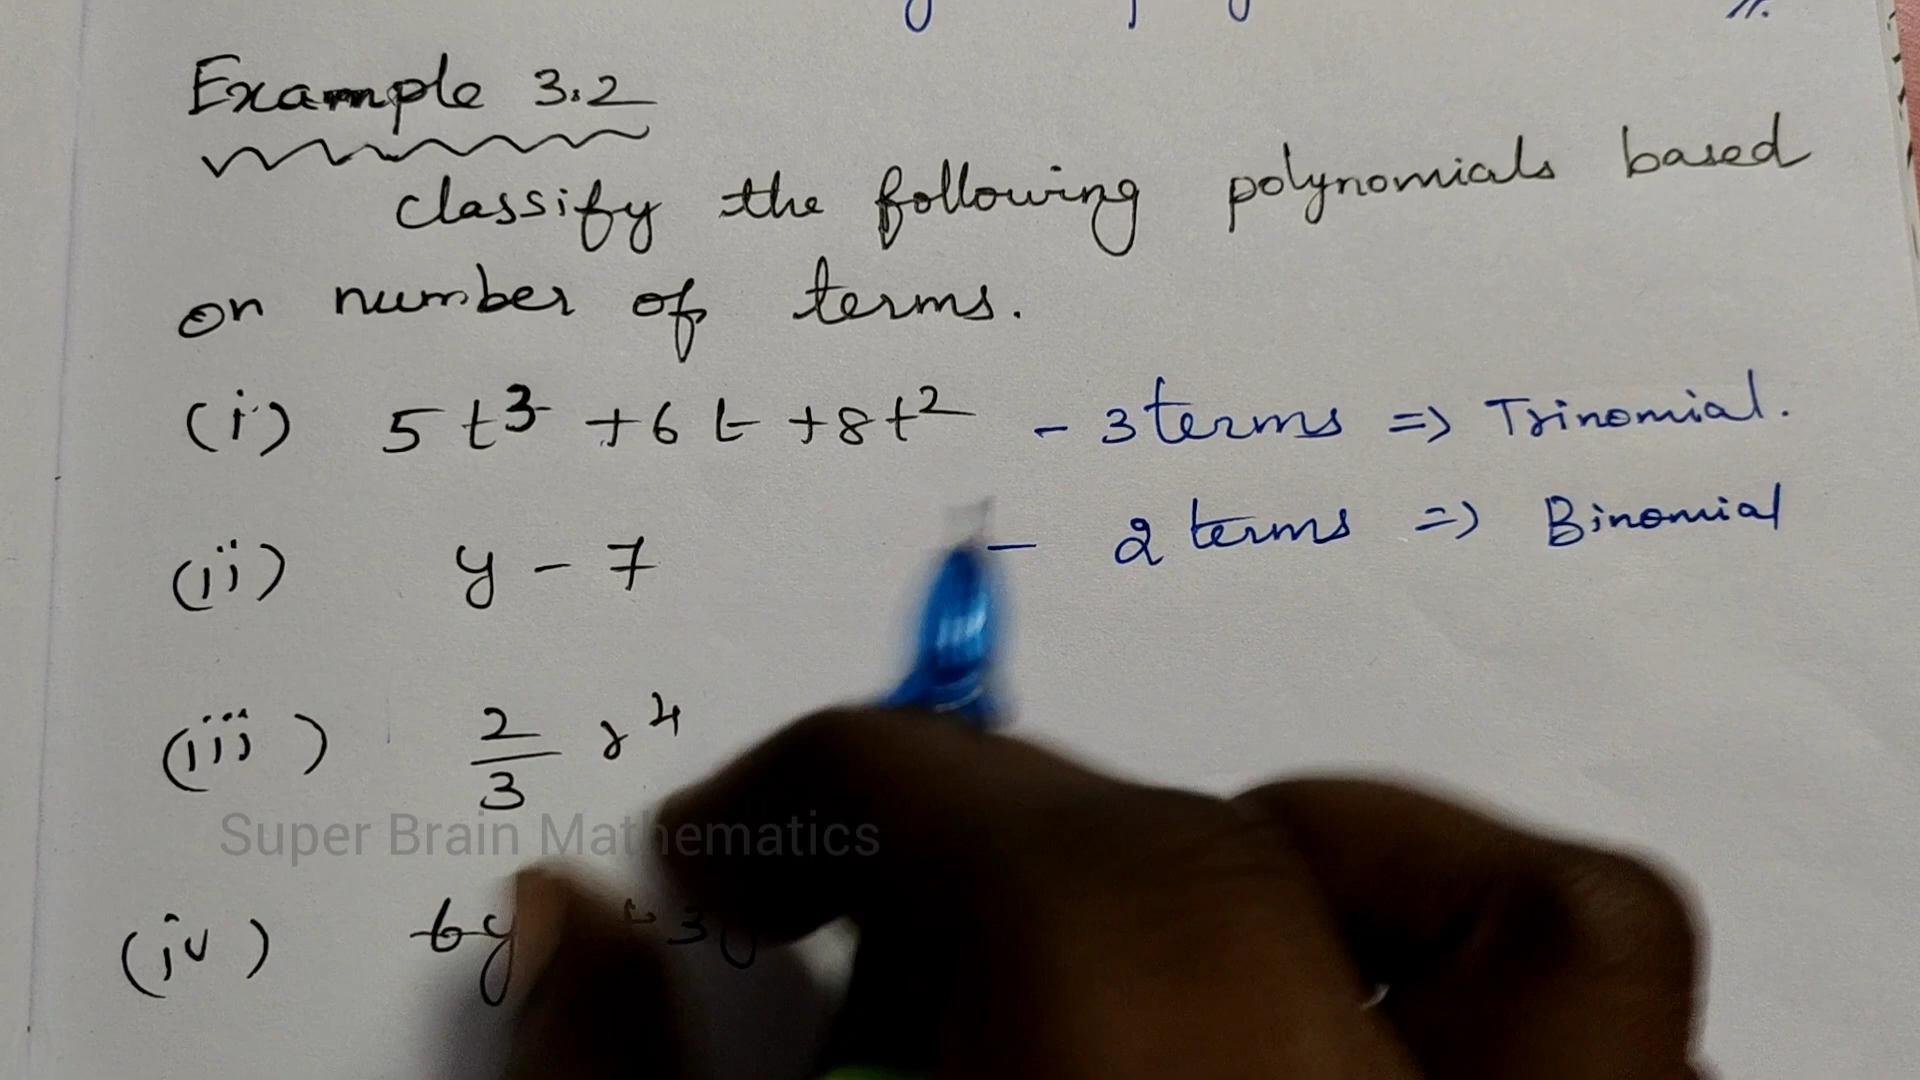 Example 3.2
classify the following polynomials based
on number of terms.
(i) 5t³ + 6t + 8t² - 3 terms => Trinomial.
(ii) y - 7 - 2 terms => Binomial
(iii) 2/3 r⁴
Super Brain Mathematics
(iv) 6y